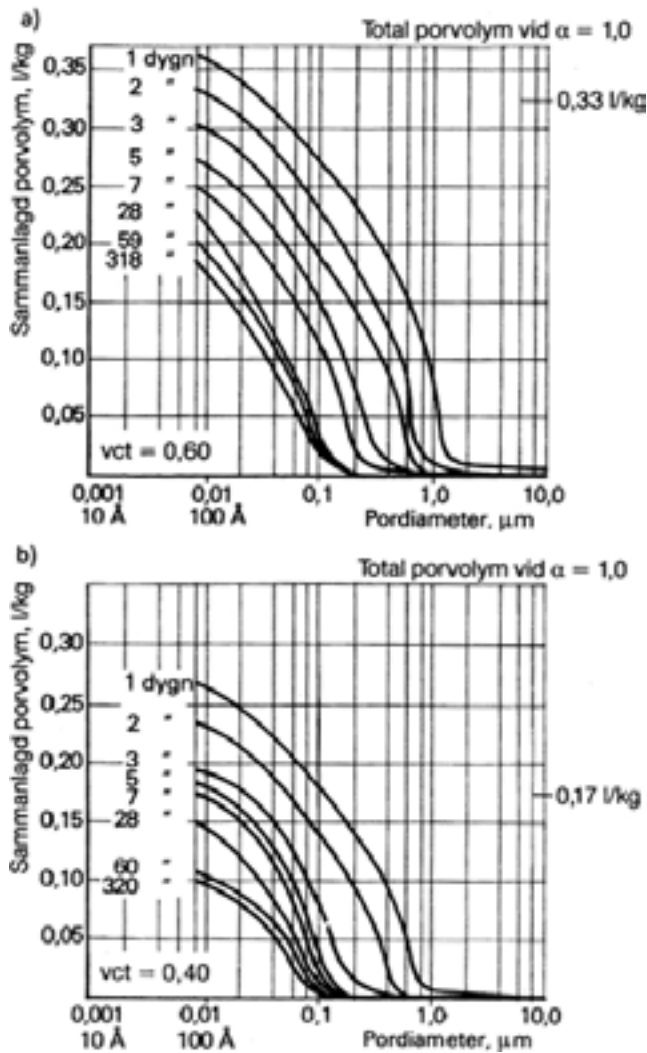 a)
Total porvolym vid α = 1,0
Sammanlagd porvolym, l/kg
0,35
0,30
0,25
0,20
0,15
0,10
0,05
1 dygn
2 〃
3 〃
5 〃
7 〃
28 〃
59 〃
318 〃
0,33 l/kg
vct = 0,60
0,001 0,01 0,1 1,0 10,0
10 Å 100 Å Pordiameter, μm
b)
Total porvolym vid α = 1,0
Sammanlagd porvolym, l/kg
0,30
0,25
0,20
0,15
0,10
0,05
1 dygn
2 〃
3 〃
5 〃
7 〃
28 〃
60 〃
320 〃
0,17 l/kg
vct = 0,40
0,001 0,01 0,1 1,0 10,0
10 Å 100 Å Pordiameter, μm